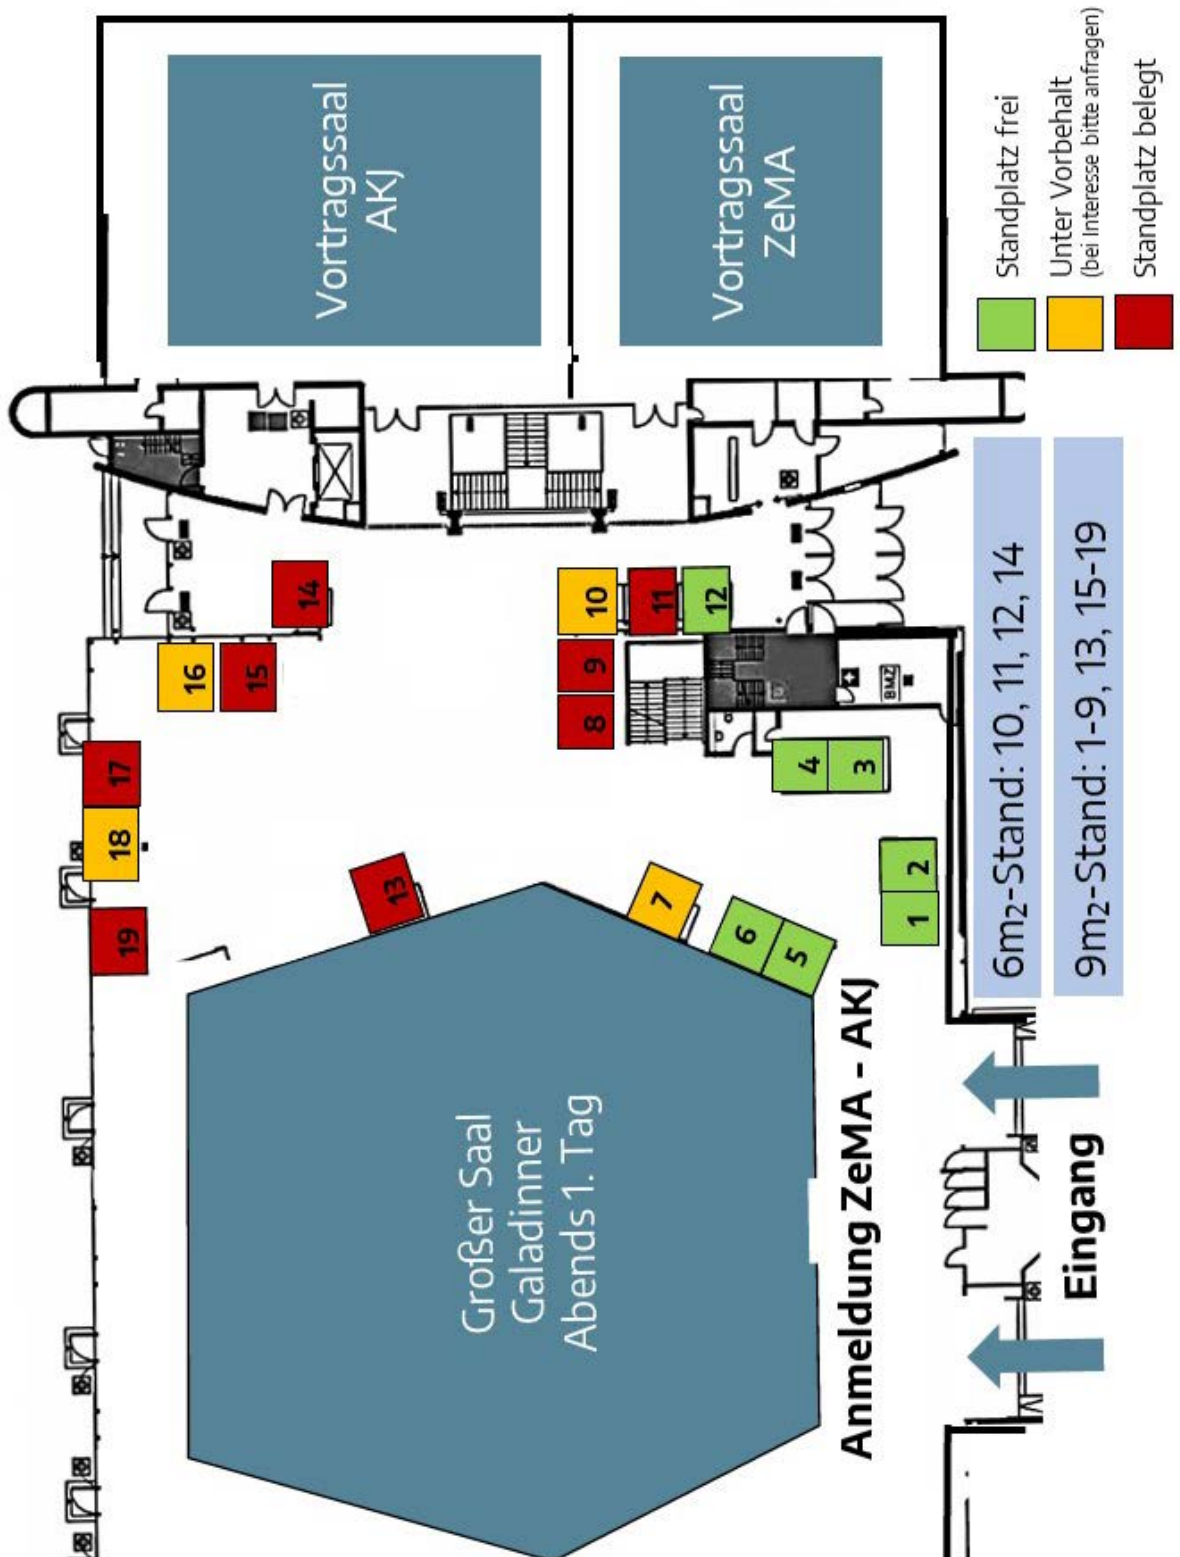 Vortragssaal
AKJ
Vortragssaal
ZeMA
Standplatz frei
Unter Vorbehalt
(bei Interesse bitte anfragen)
Standplatz belegt
6m2-Stand: 10, 11, 12, 14
9m2-Stand: 1-9, 13, 15-19
14
16
15
17
18
19
13
10
11
12
9
8
4
3
2
1
7
6
5
BMZ
Großer Saal
Galadinner
Abends 1. Tag
Anmeldung ZeMA - AKJ
Eingang